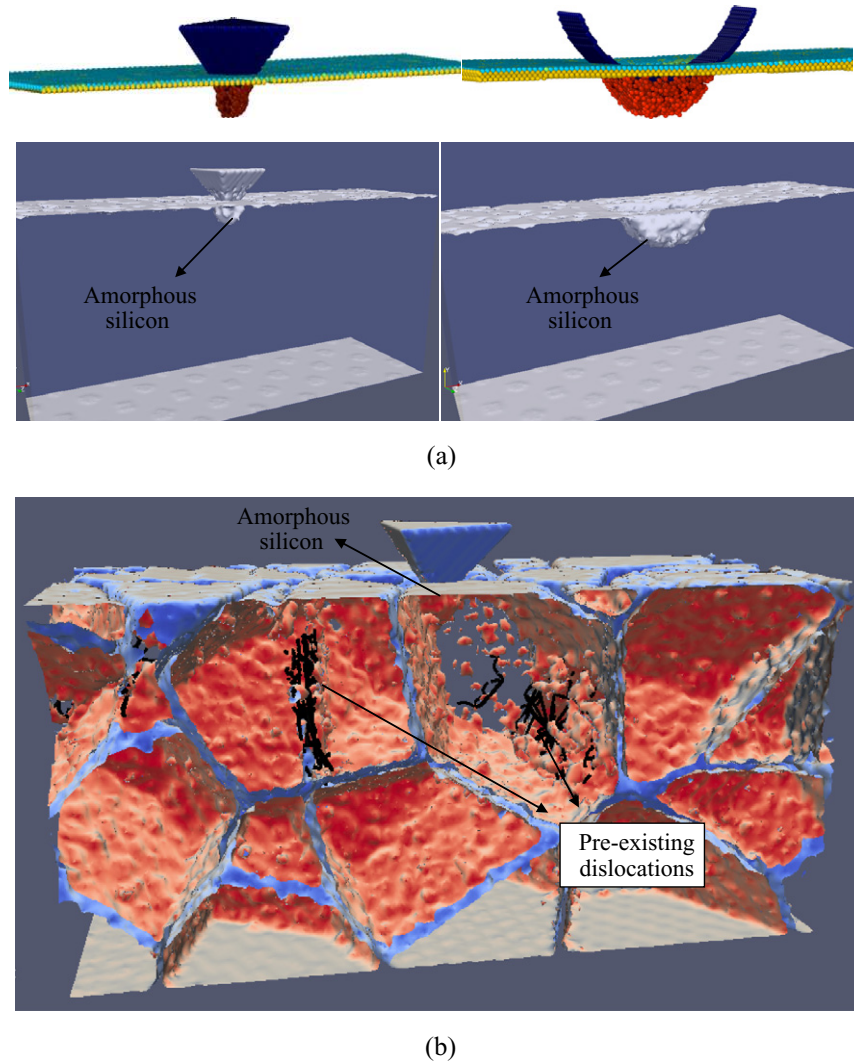 Amorphous
silicon
Amorphous
silicon
(a)
Amorphous
silicon
Pre-existing
dislocations
(b)